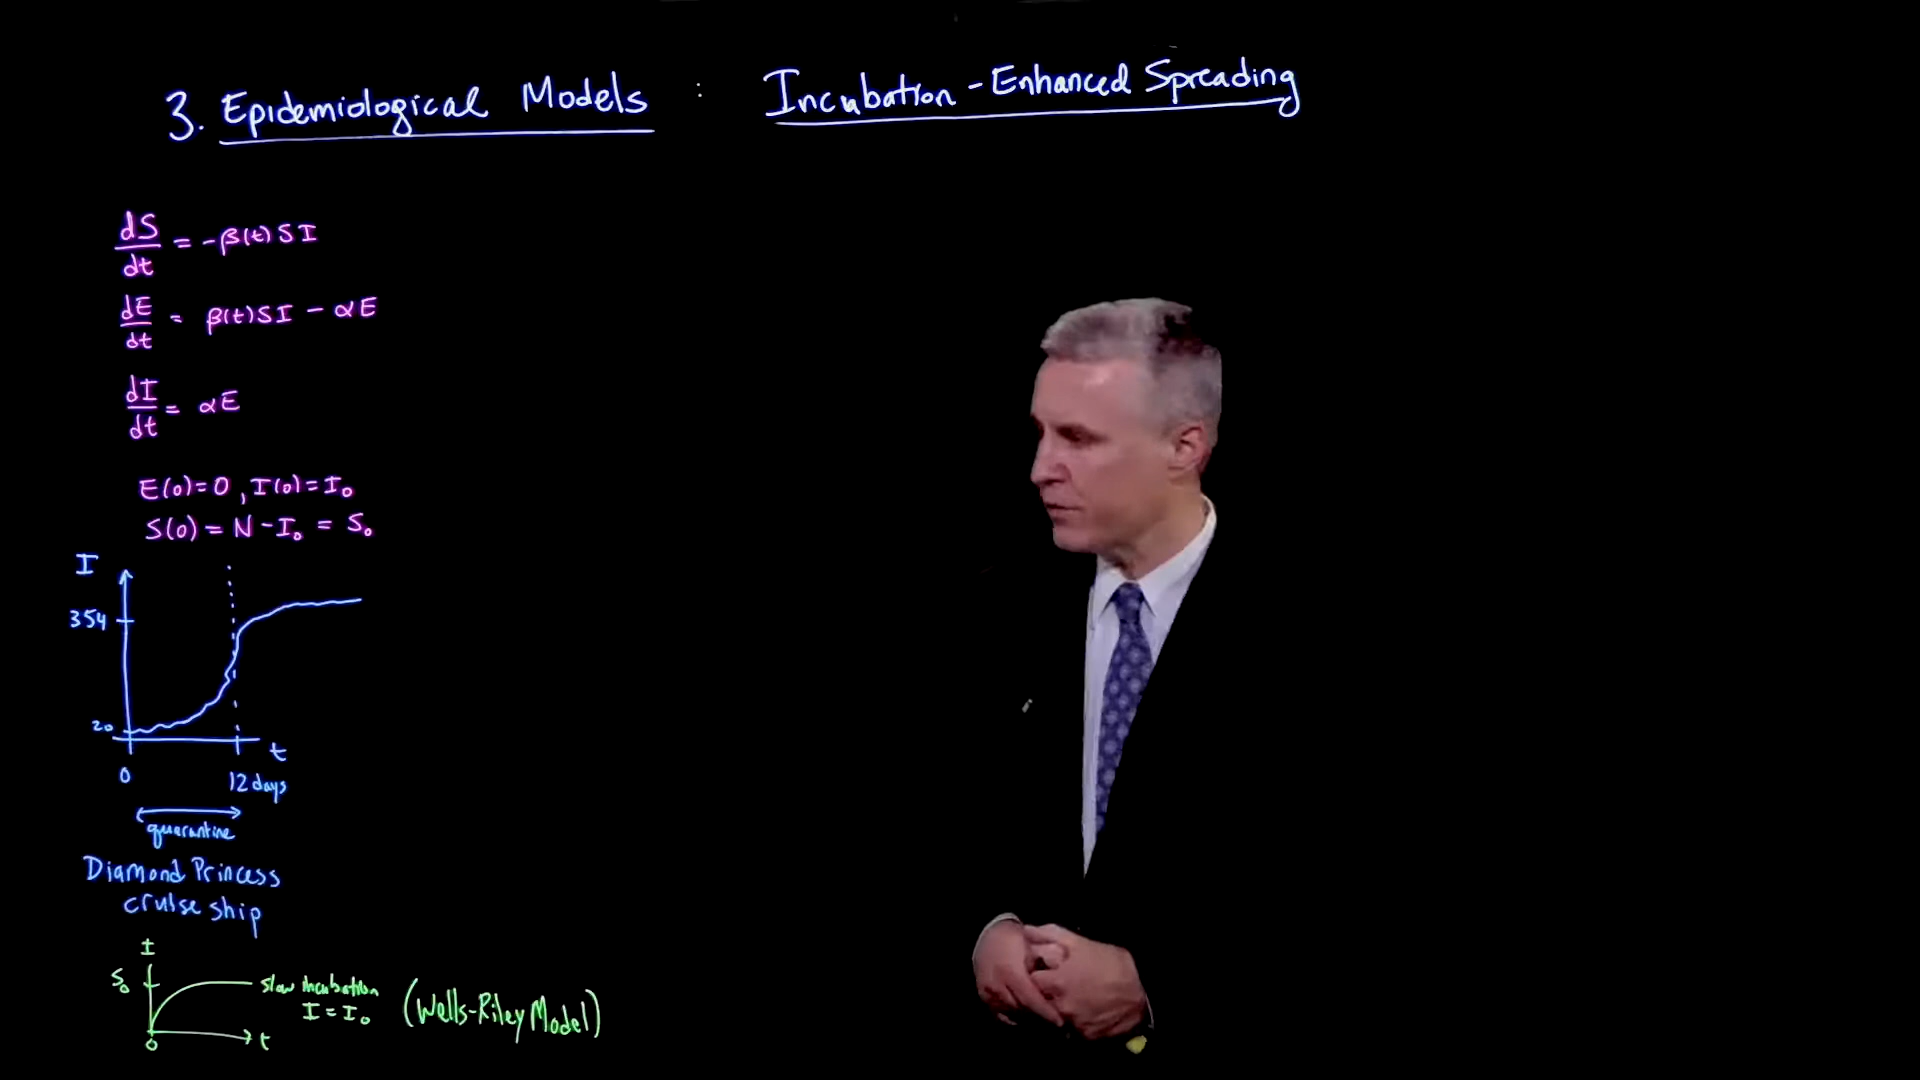 3. Epidemiological Models : Incubation-Enhanced Spreading
dS/dt = -β(t) S I
dE/dt = β(t) S I - αE
dI/dt = αE
E(0)=0, I(0)=I₀
S(0) = N-I₀ = S₀
I
354
20
t
0
12 days
quarantine
Diamond Princess
cruise ship
I
S₀
slow incubation
I = I₀
(Wells-Riley Model)
0
t